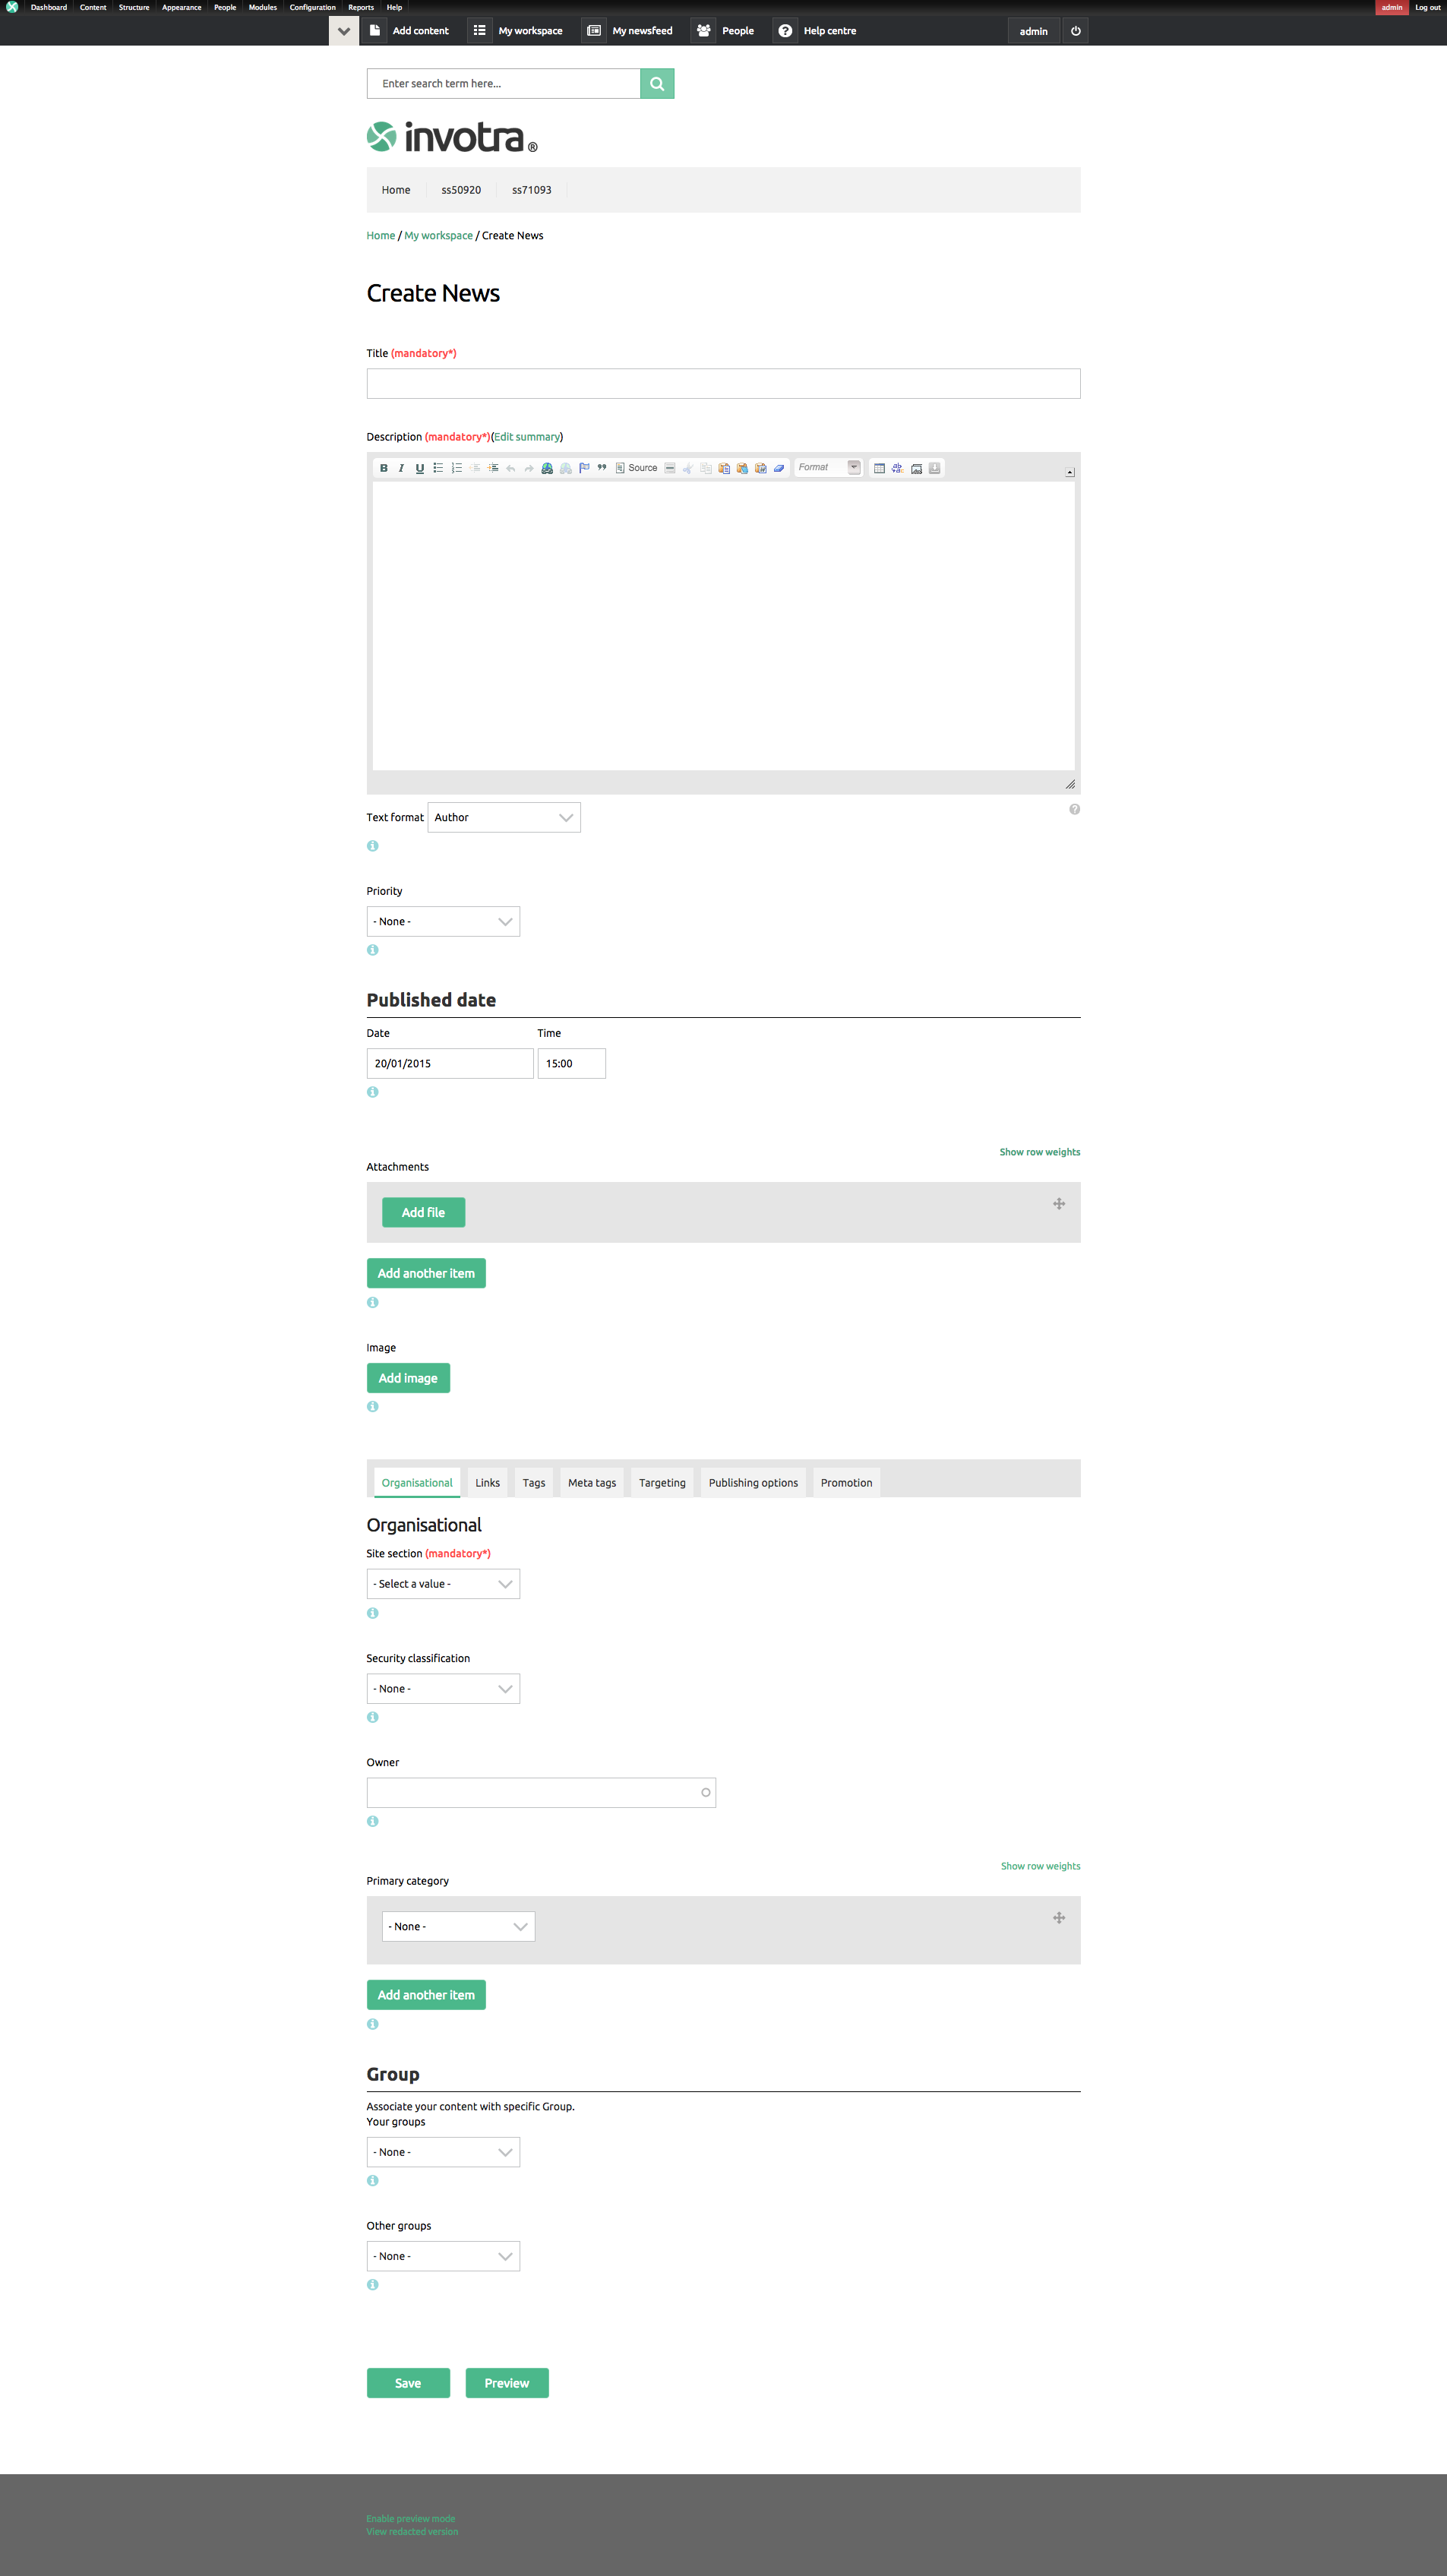 Dashboard Content Structure Appearance People Modules Configuration Reports Help admin Log out
Add content My workspace My newsfeed People Help centre admin
Enter search term here...
invotra®
Home ss50920 ss71093
Home / My workspace / Create News
Create News
Title (mandatory*)
Description (mandatory*)(Edit summary)
B I U Source Format
Text format Author
Priority
- None -
Published date
Date Time
20/01/2015 15:00
Show row weights
Attachments
Add file
Add another item
Image
Add image
Organisational Links Tags Meta tags Targeting Publishing options Promotion
Organisational
Site section (mandatory*)
- Select a value -
Security classification
- None -
Owner
Show row weights
Primary category
- None -
Add another item
Group
Associate your content with specific Group.
Your groups
- None -
Other groups
- None -
Save Preview
Enable preview mode
View redacted version